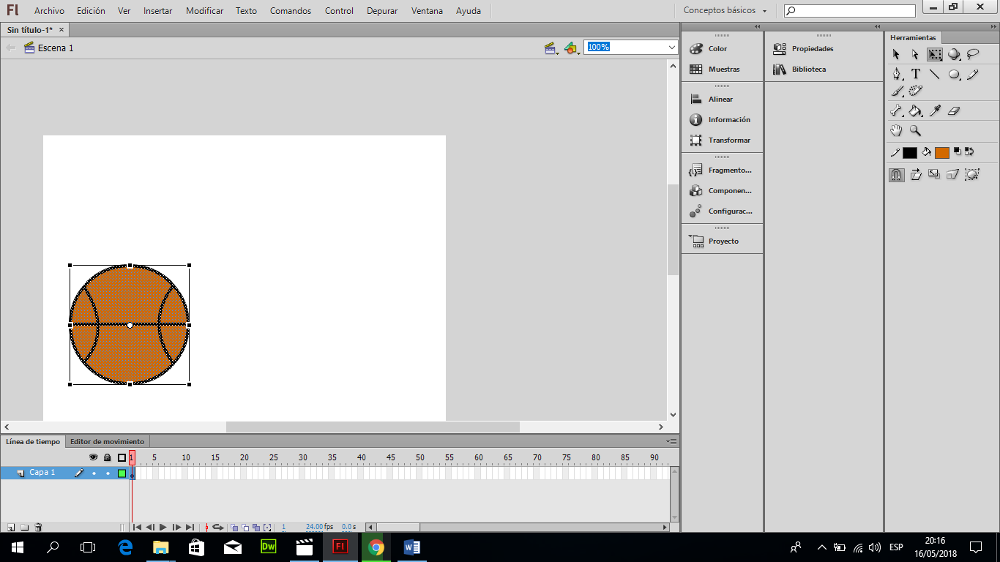 Fl Archivo Edición Ver Insertar Modificar Texto Comandos Control Depurar Ventana Ayuda Conceptos básicos
Sin título-1* ×
Herramientas
Escena 1 100%
Color Propiedades
Muestras Biblioteca
Alinear
Información
Transformar
Fragmento...
Componen...
Configurac...
Proyecto
Línea de tiempo Editor de movimiento
1 5 10 15 20 25 30 35 40 45 50 55 60 65 70 75 80 85 90
Capa 1
1 24.00 fps 0.0 s
Dw Fl ESP 20:16
16/05/2018